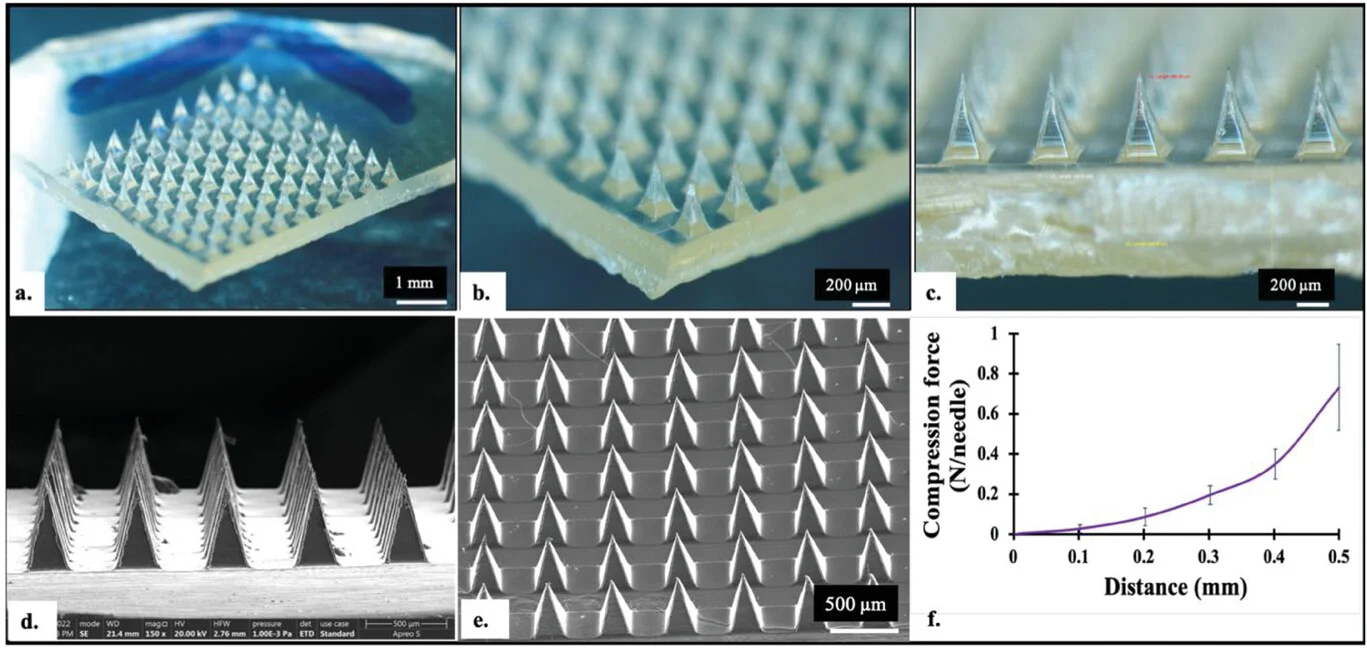 a.
1 mm
b.
200 µm
c.
200 µm
d.
022 mode WD mag HV HFW pressure det use case
PM SE 21.4 mm 150 x 20.00 kV 2.76 mm 1.00E-3 Pa ETD Standard
500 µm
Apreo S
e.
500 µm
1
0.8
0.6
0.4
0.2
0
0 0.1 0.2 0.3 0.4 0.5
Compression force
(N/needle)
Distance (mm)
f.